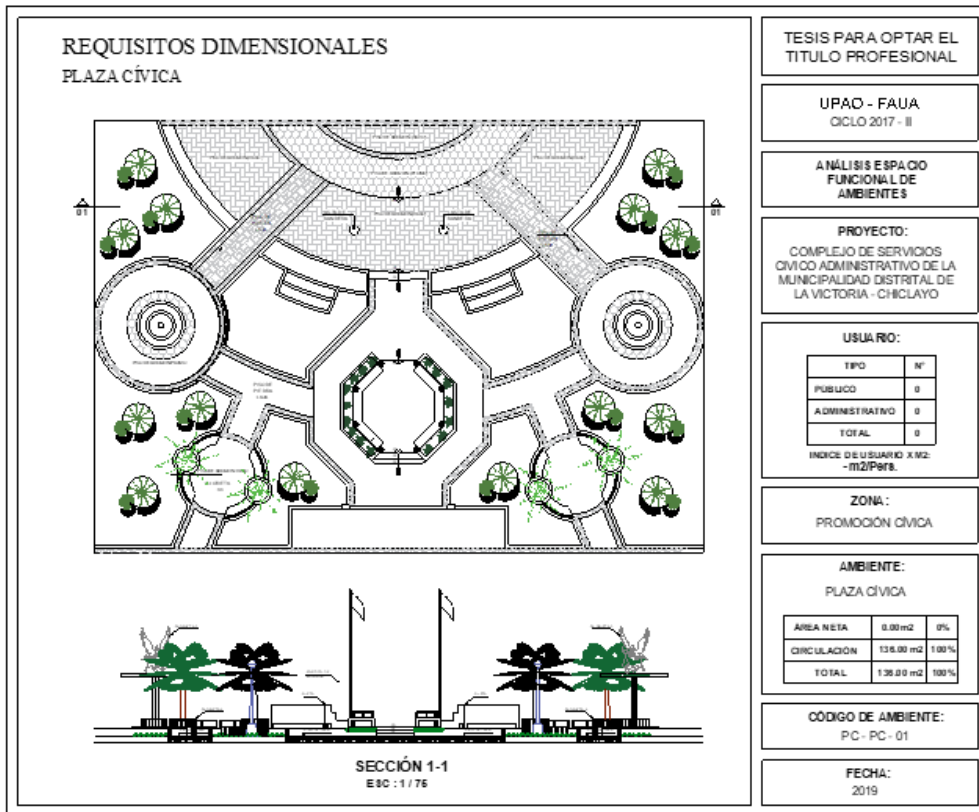 REQUISITOS DIMENSIONALES
PLAZA CÍVICA
01
01
SECCIÓN 1-1
ESC : 1 / 75
TESIS PARA OPTAR EL
TITULO PROFESIONAL
UPAO - FAUA
CICLO 2017 - II
ANÁLISIS ESPACIO
FUNCIONAL DE
AMBIENTES
PROYECTO:
COMPLEJO DE SERVICIOS
CIVICO ADMINISTRATIVO DE LA
MUNICIPALIDAD DISTRITAL DE
LA VICTORIA - CHICLAYO
USUARIO:
TIPO N°
PÚBLICO 0
ADMINISTRATIVO 0
TOTAL 0
INDICE DE USUARIO X M2:
- m2/Pers.
ZONA:
PROMOCIÓN CÍVICA
AMBIENTE:
PLAZA CÍVICA
AREA NETA 0.00 m2 0%
CIRCULACIÓN 136.00 m2 100%
TOTAL 136.00 m2 100%
CÓDIGO DE AMBIENTE:
PC - PC - 01
FECHA:
2019